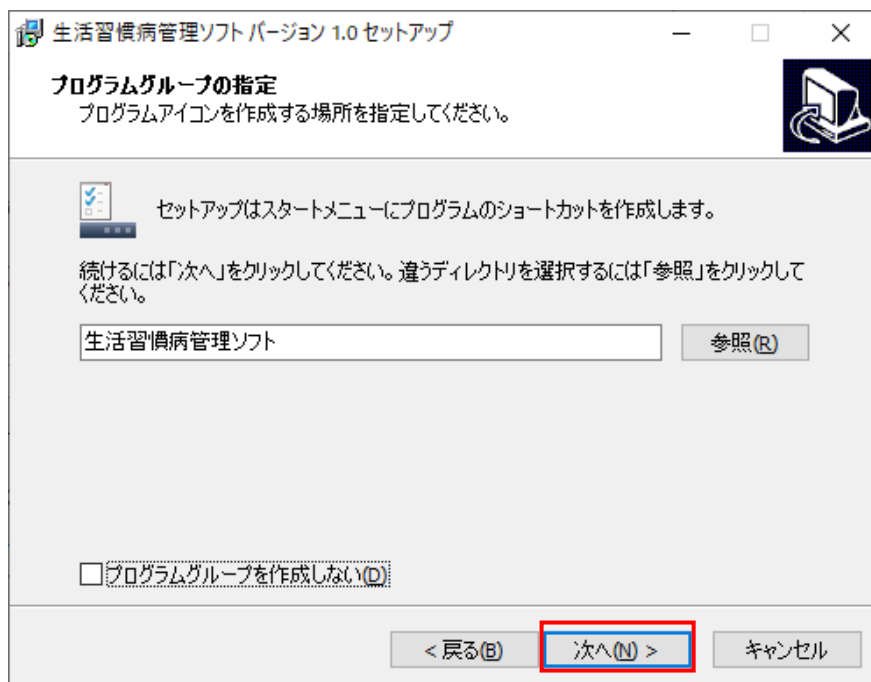 生活習慣病管理ソフト バージョン 1.0 セットアップ
プログラムグループの指定
プログラムアイコンを作成する場所を指定してください。
セットアップはスタートメニューにプログラムのショートカットを作成します。
続けるには「次へ」をクリックしてください。違うディレクトリを選択するには「参照」をクリックして
ください。
生活習慣病管理ソフト
参照(R)
プログラムグループを作成しない(D)
< 戻る(B)
次へ(N) >
キャンセル